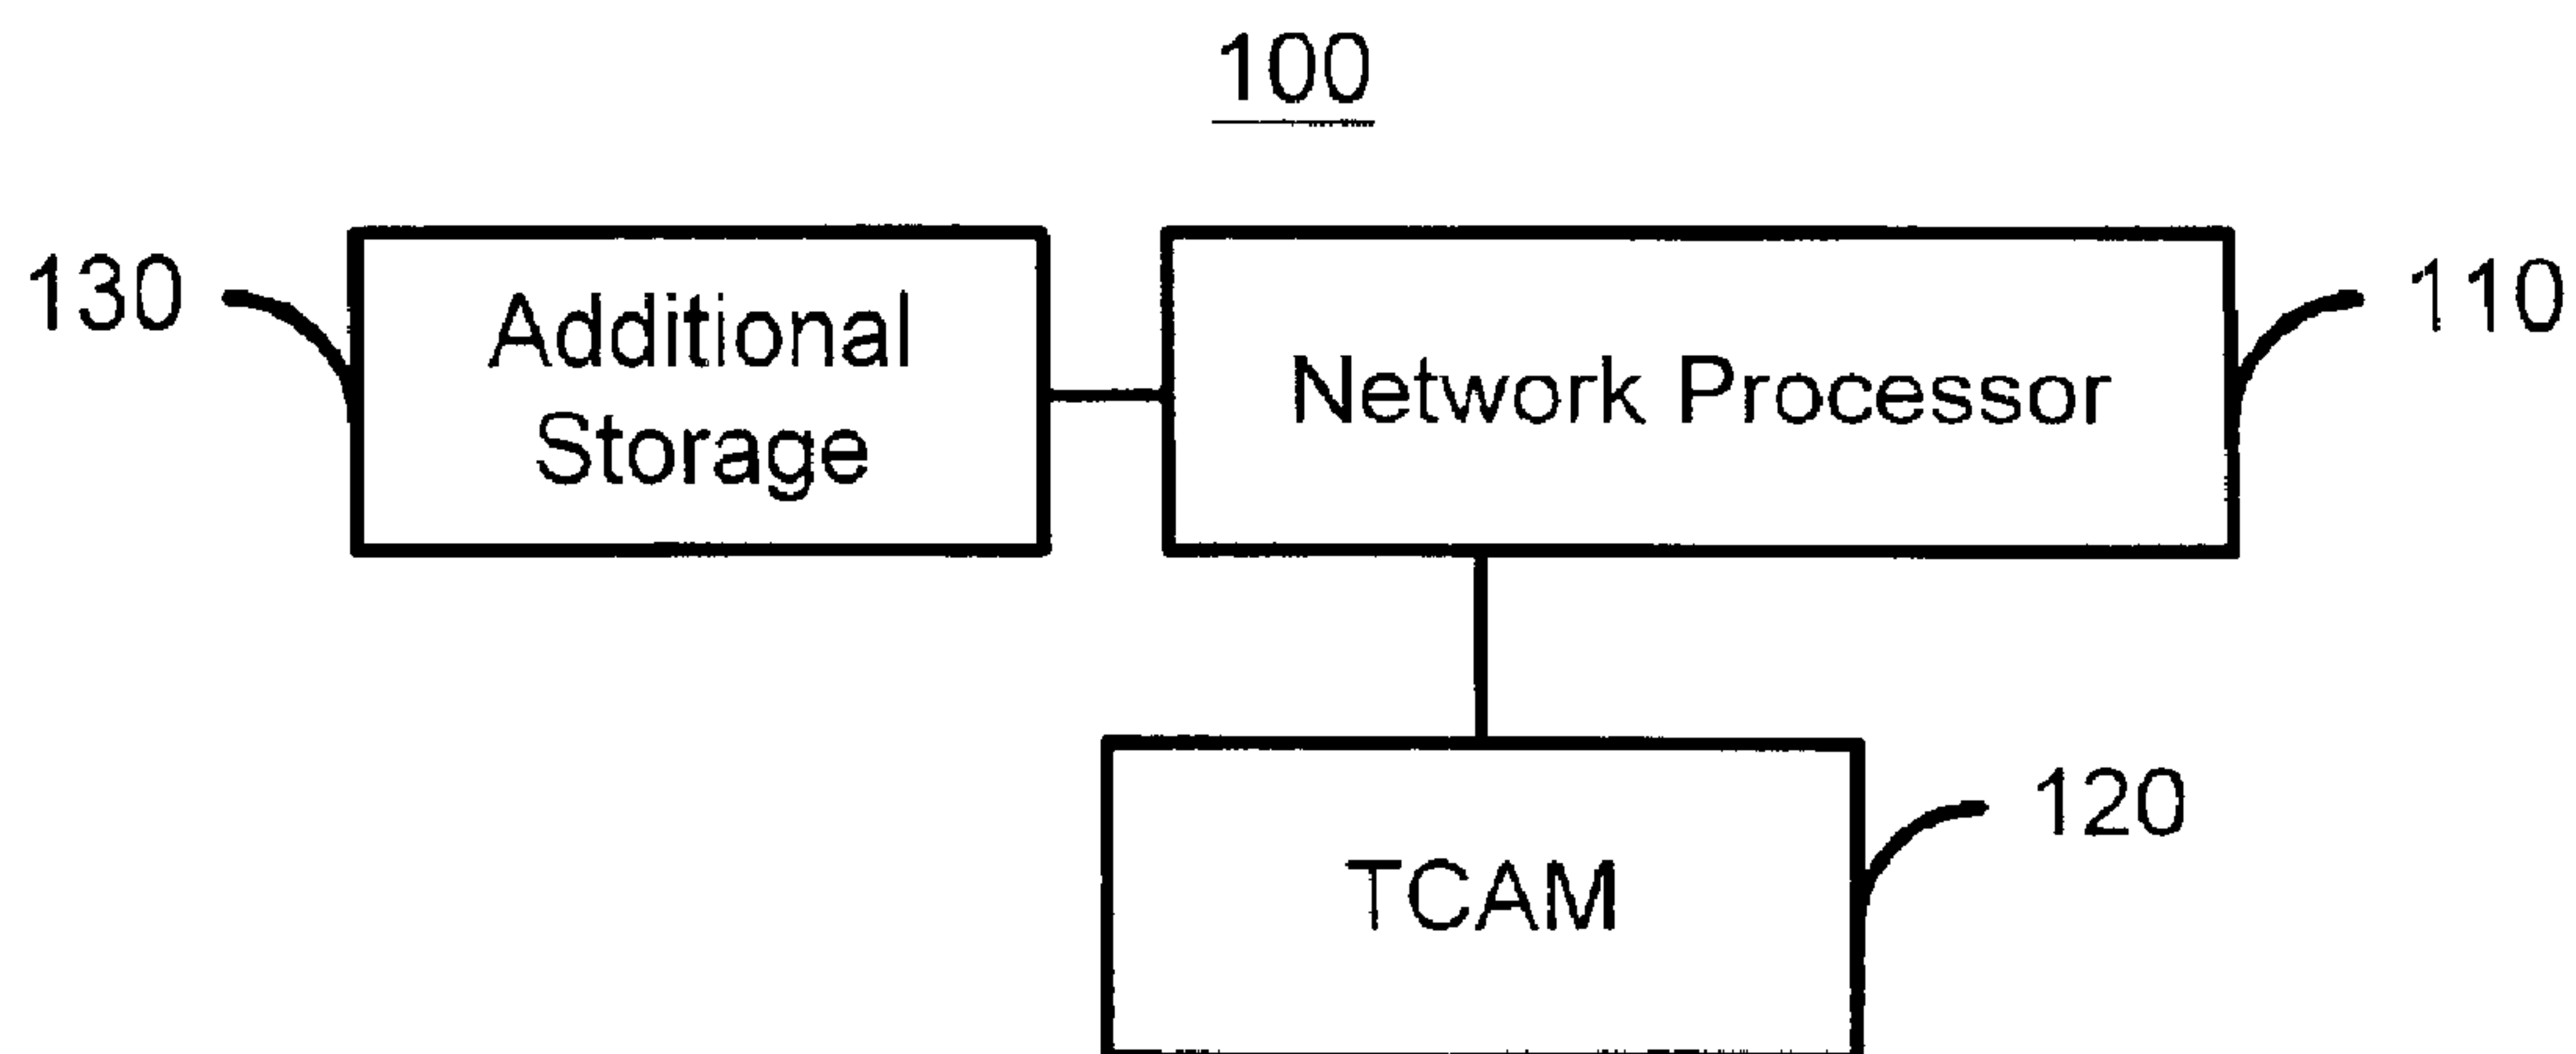 100
130
Additional
Storage
Network Processor
110
TCAM
120